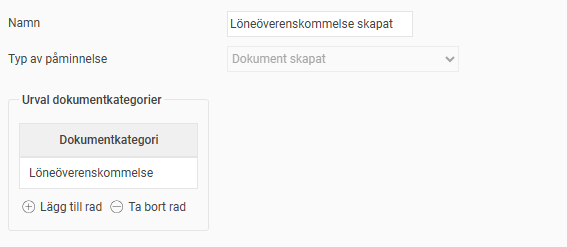 Namn
Löneöverenskommelse skapat
Typ av påminnelse
Dokument skapat
Urval dokumentkategorier
Dokumentkategori
Löneöverenskommelse
Lägg till rad
Ta bort rad